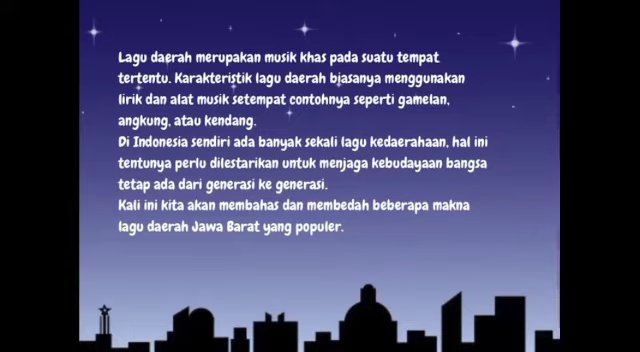 Lagu daerah merupakan musik khas pada suatu tempat
tertentu. Karakteristik lagu daerah biasanya menggunakan
lirik dan alat musik setempat contohnya seperti gamelan,
angkung, atau kendang.
Di Indonesia sendiri ada banyak sekali lagu kedaerahaan, hal ini
tentunya perlu dilestarikan untuk menjaga kebudayaan bangsa
tetap ada dari generasi ke generasi.
Kali ini kita akan membahas dan membedah beberapa makna
lagu daerah Jawa Barat yang populer.